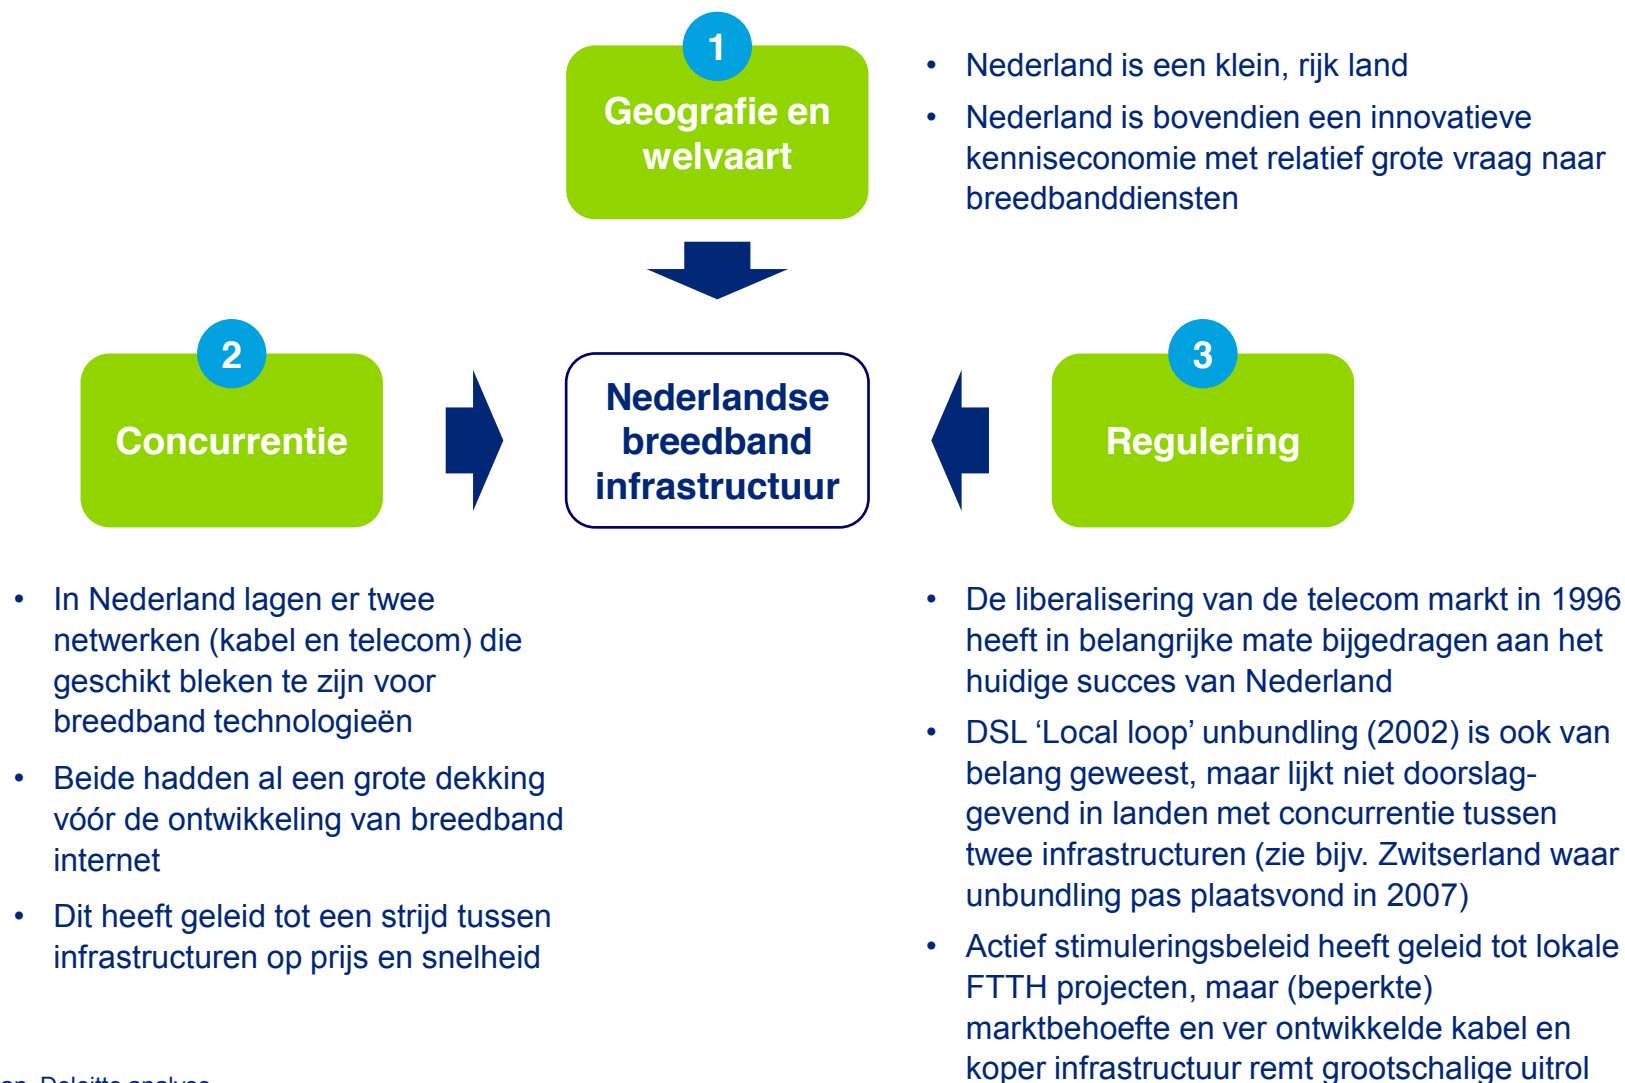 1
Geografie en
welvaart
• Nederland is een klein, rijk land
• Nederland is bovendien een innovatieve
kenniseconomie met relatief grote vraag naar
breedbanddiensten
2
Concurrentie
Nederlandse
breedband
infrastructuur
3
Regulering
• In Nederland lagen er twee
netwerken (kabel en telecom) die
geschikt bleken te zijn voor
breedband technologieën
• Beide hadden al een grote dekking
vóór de ontwikkeling van breedband
internet
• Dit heeft geleid tot een strijd tussen
infrastructuren op prijs en snelheid
• De liberalisering van de telecom markt in 1996
heeft in belangrijke mate bijgedragen aan het
huidige succes van Nederland
• DSL ‘Local loop’ unbundling (2002) is ook van
belang geweest, maar lijkt niet doorslag-
gevend in landen met concurrentie tussen
twee infrastructuren (zie bijv. Zwitserland waar
unbundling pas plaatsvond in 2007)
• Actief stimuleringsbeleid heeft geleid tot lokale
FTTH projecten, maar (beperkte)
marktbehoefte en ver ontwikkelde kabel en
koper infrastructuur remt grootschalige uitrol
Deloitte analyse